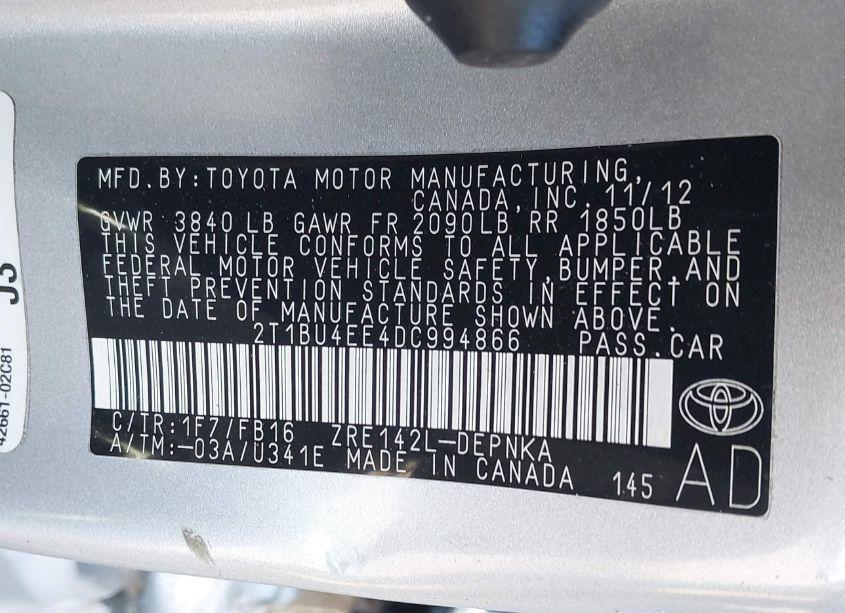 MFD.BY:TOYOTA MOTOR MANUFACTURING,
CANADA,INC. 11/12
GVWR 3840 LB GAWR FR 2090LB RR 1850LB
THIS VEHICLE CONFORMS TO ALL APPLICABLE
FEDERAL MOTOR VEHICLE SAFETY,BUMPER,AND
THEFT PREVENTION STANDARDS IN EFFECT ON
THE DATE OF MANUFACTURE SHOWN ABOVE.
2T1BU4EE4DC994866 PASS.CAR
C/TR:1F7/FB16 ZRE142L-DEPNKA
A/TM:-03A/U341E MADE IN CANADA
145 AD
42661-02C81